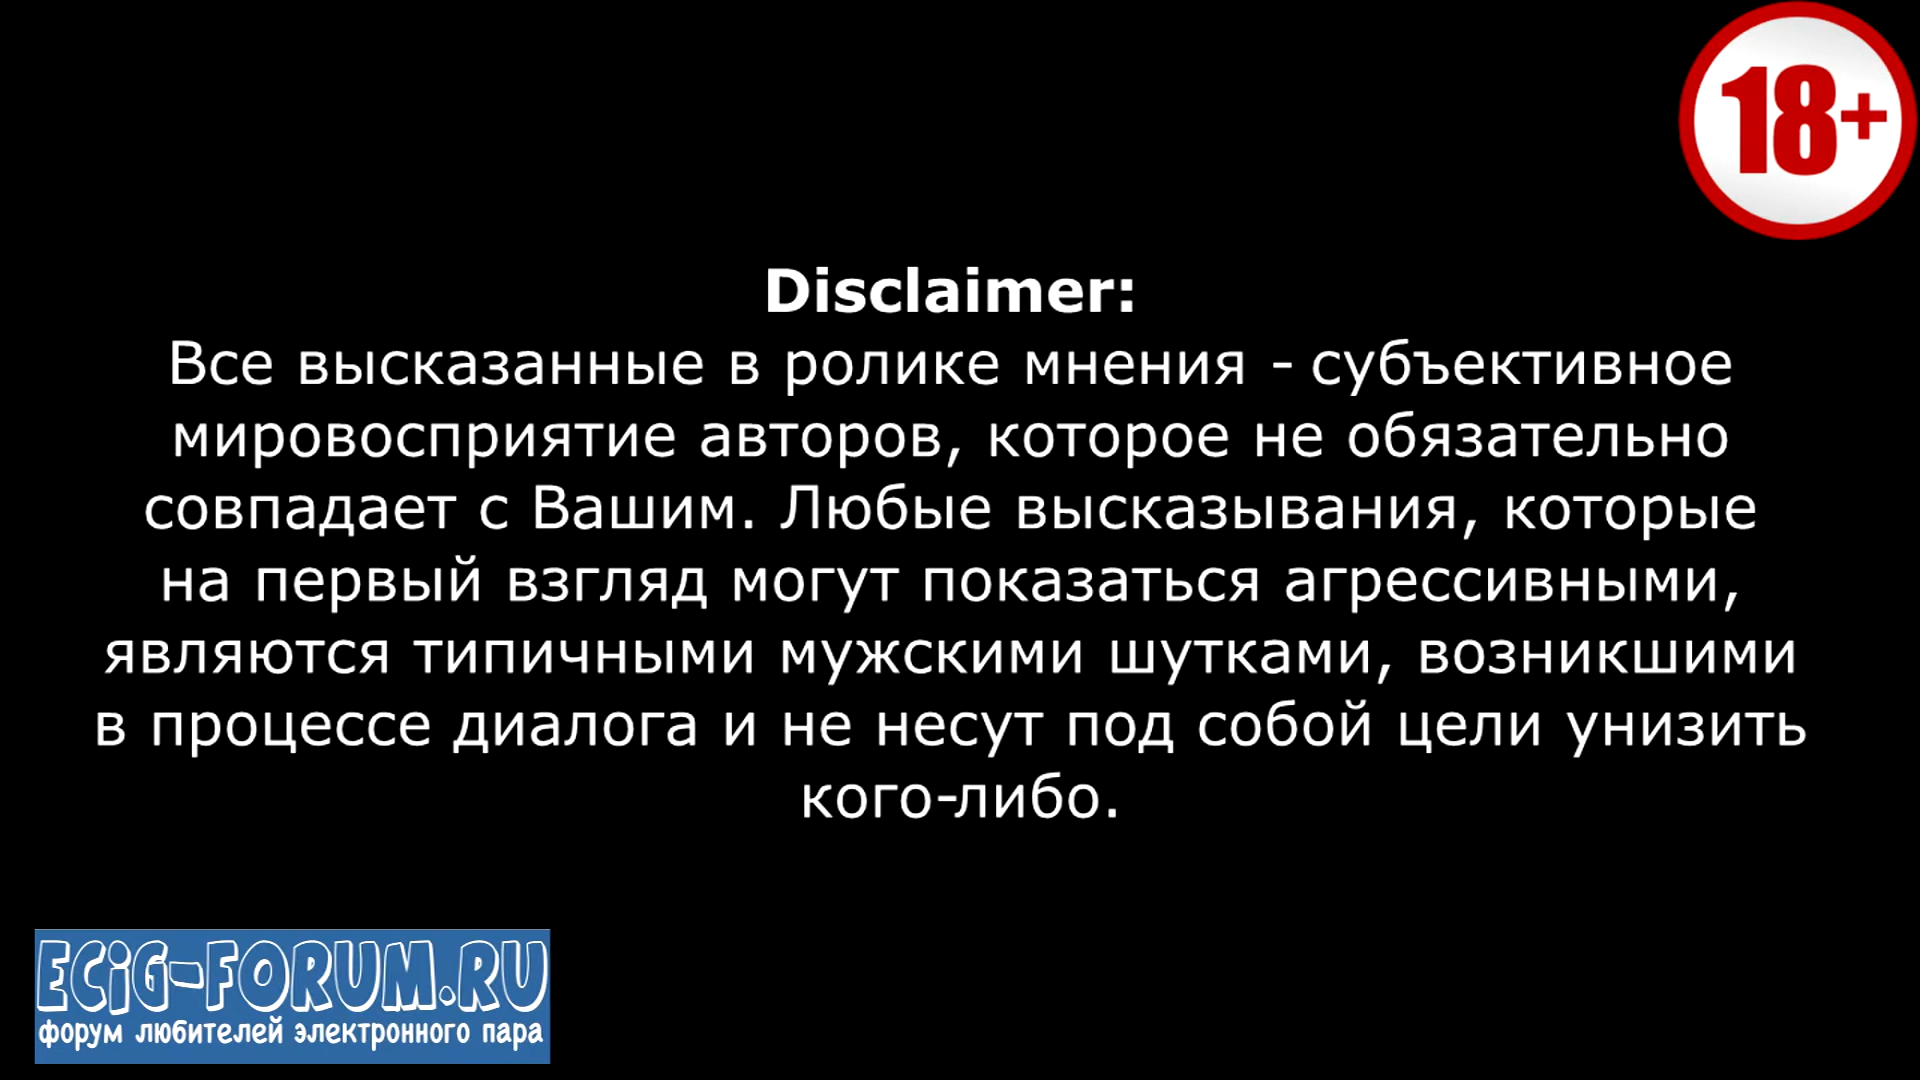 18+
Disclaimer:
Все высказанные в ролике мнения - субъективное
мировосприятие авторов, которое не обязательно
совпадает с Вашим. Любые высказывания, которые
на первый взгляд могут показаться агрессивными,
являются типичными мужскими шутками, возникшими
в процессе диалога и не несут под собой цели унизить
кого-либо.
ECiG-FORUM.RU
форум любителей электронного пара